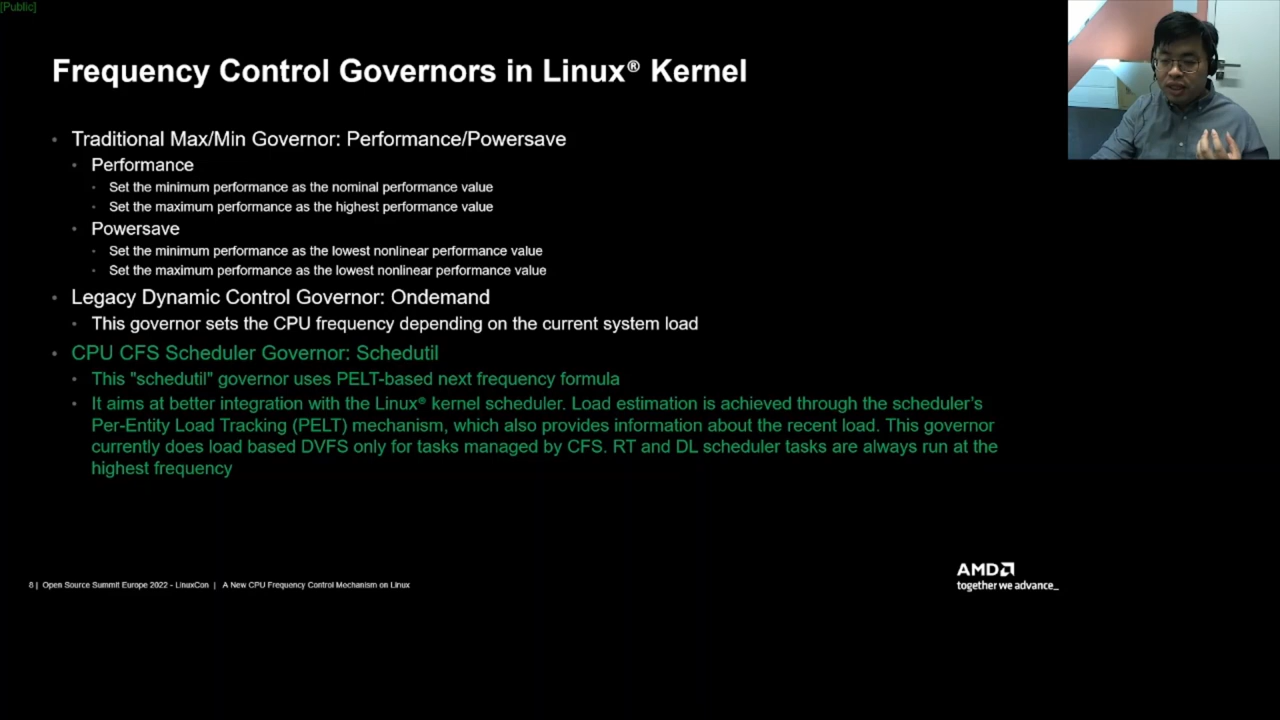 [Public]
Frequency Control Governors in Linux® Kernel
• Traditional Max/Min Governor: Performance/Powersave
• Performance
• Set the minimum performance as the nominal performance value
• Set the maximum performance as the highest performance value
• Powersave
• Set the minimum performance as the lowest nonlinear performance value
• Set the maximum performance as the lowest nonlinear performance value
• Legacy Dynamic Control Governor: Ondemand
• This governor sets the CPU frequency depending on the current system load
• CPU CFS Scheduler Governor: Schedutil
• This "schedutil" governor uses PELT-based next frequency formula
• It aims at better integration with the Linux® kernel scheduler. Load estimation is achieved through the scheduler's
Per-Entity Load Tracking (PELT) mechanism, which also provides information about the recent load. This governor
currently does load based DVFS only for tasks managed by CFS. RT and DL scheduler tasks are always run at the
highest frequency
8 | Open Source Summit Europe 2022 - LinuxCon | A New CPU Frequency Control Mechanism on Linux
AMD
together we advance_